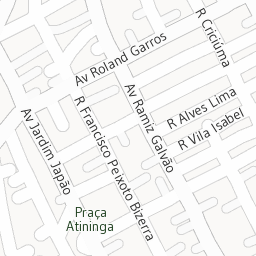 R Criciúma
Av Roland Garros
Av Ramiz Galvão
R Alves Lima
R Vila Isabel
R Francisco Peixoto Bizerra
Av Jardim Japão
Praça
Atininga